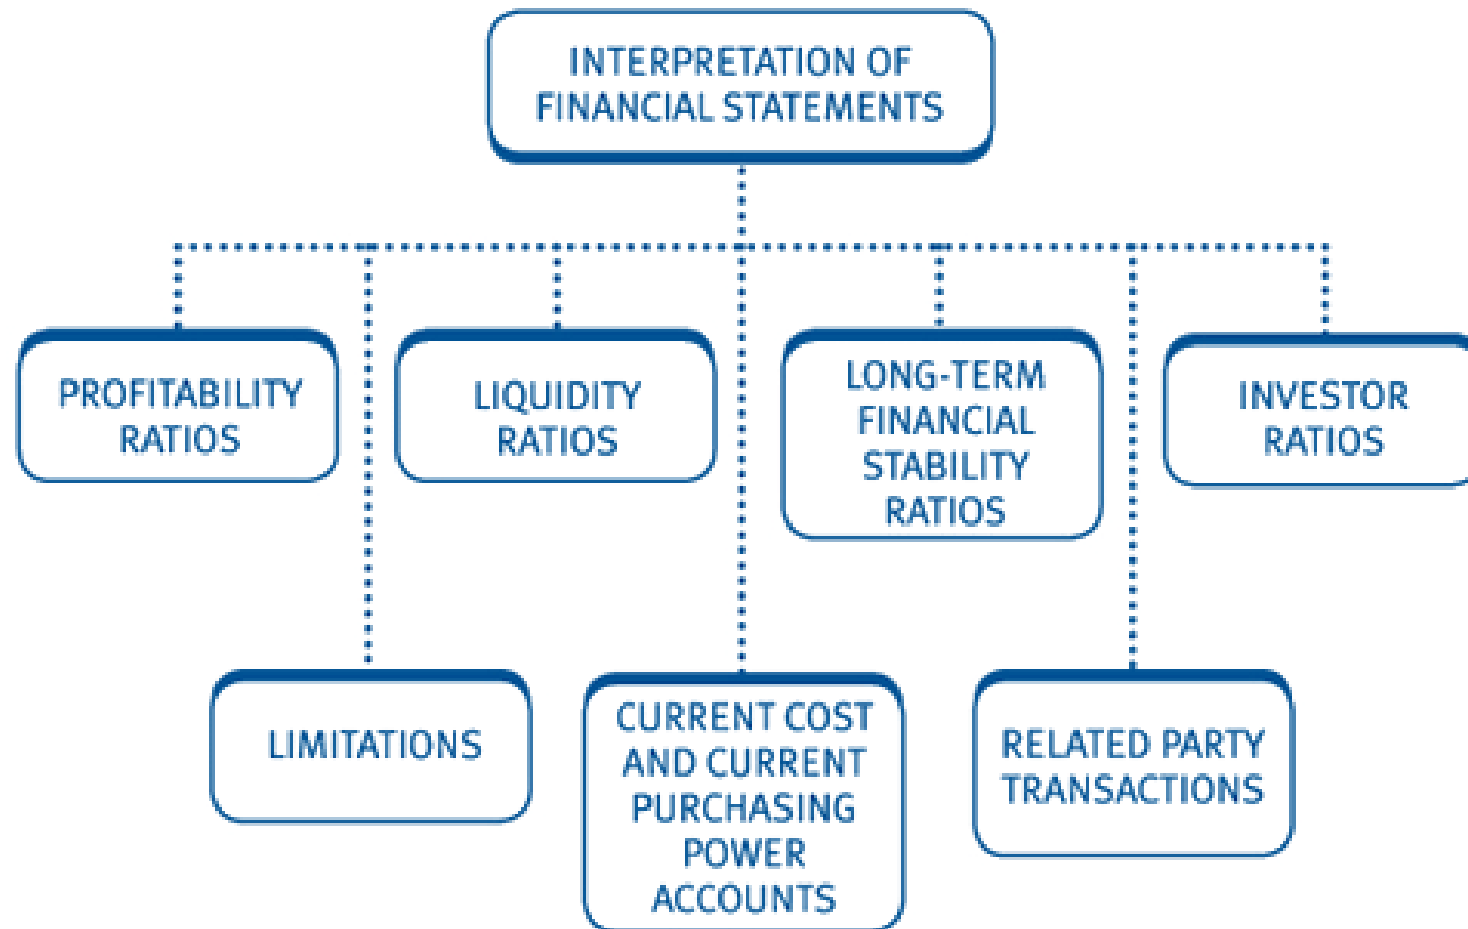 INTERPRETATION OF
FINANCIAL STATEMENTS
PROFITABILITY
RATIOS
LIQUIDITY
RATIOS
LONG-TERM
FINANCIAL
STABILITY
RATIOS
INVESTOR
RATIOS
LIMITATIONS
CURRENT COST
AND CURRENT
PURCHASING
POWER
ACCOUNTS
RELATED PARTY
TRANSACTIONS